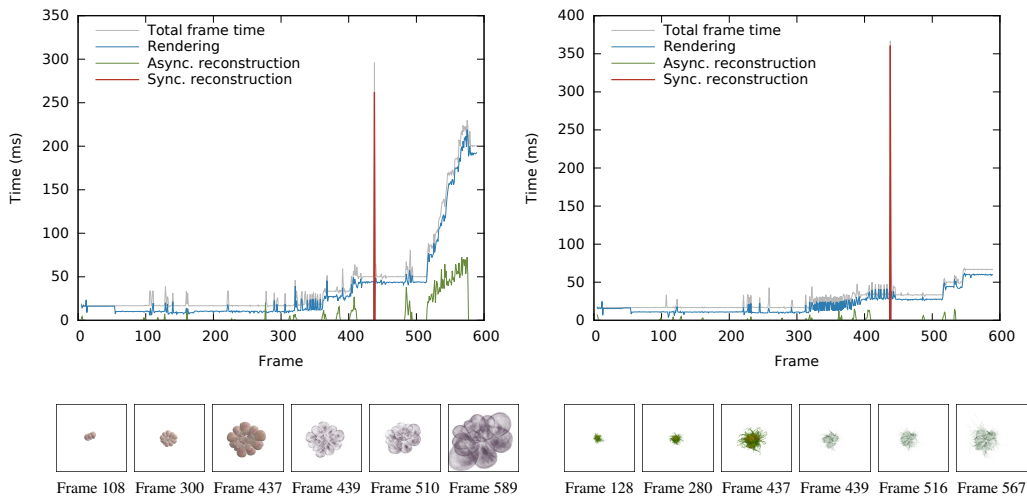 Total frame time
Rendering
Async. reconstruction
Sync. reconstruction
350
300
250
200
150
100
50
0
Time (ms)
0 100 200 300 400 500 600
Frame
Frame 108 Frame 300 Frame 437 Frame 439 Frame 510 Frame 589
Total frame time
Rendering
Async. reconstruction
Sync. reconstruction
400
350
300
250
200
150
100
50
0
Time (ms)
0 100 200 300 400 500 600
Frame
Frame 128 Frame 280 Frame 437 Frame 439 Frame 516 Frame 567